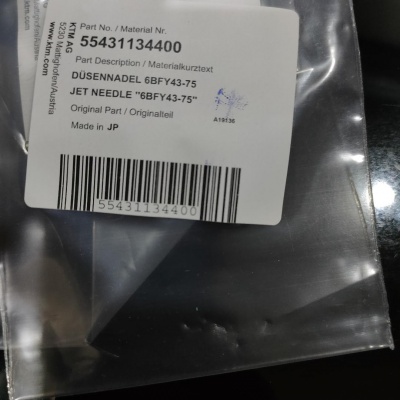 KTM AG
5230 Mattighofen/Austria
www.ktm.com
Part No. / Material Nr.
55431134400
Part Description / Materialkurztext
DÜSENNADEL 6BFY43-75
JET NEEDLE "6BFY43-75"
Original Part / Originalteil
Made in JP
A19136
55431134400